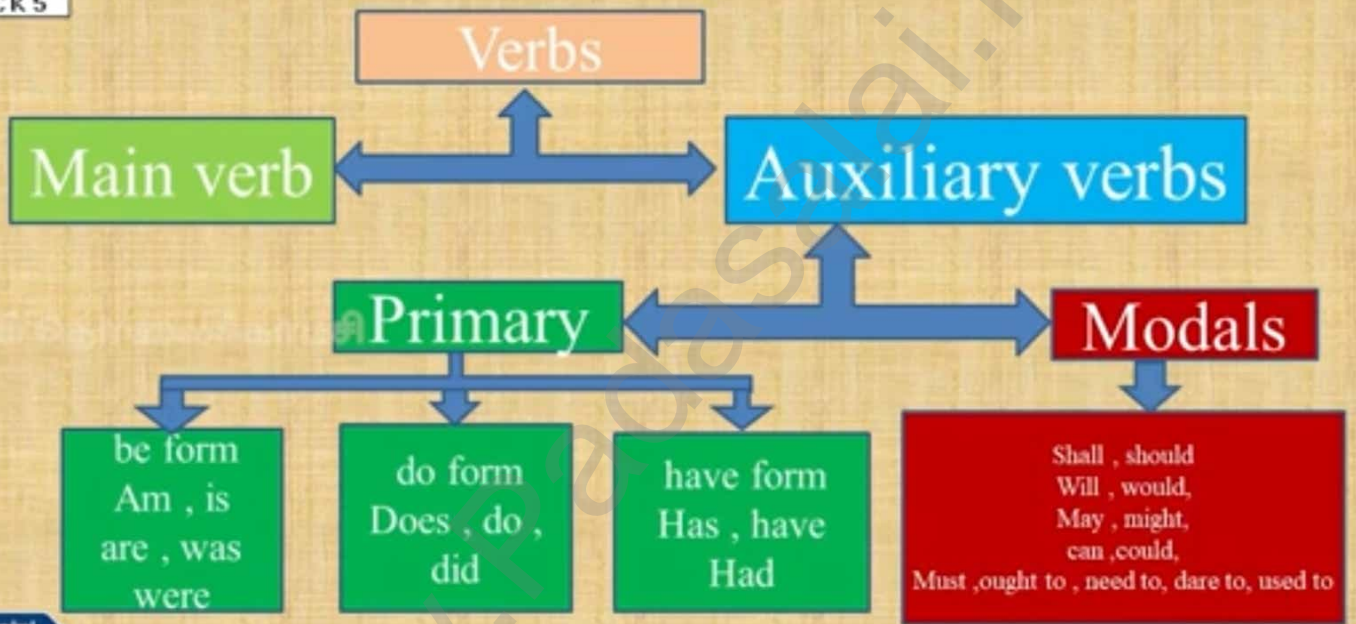 Verbs
Main verb
Auxiliary verbs
Primary
Modals
be form
Am , is
are , was
were
do form
Does , do ,
did
have form
Has , have
Had
Shall , should
Will , would,
May , might,
can ,could,
Must ,ought to , need to, dare to, used to